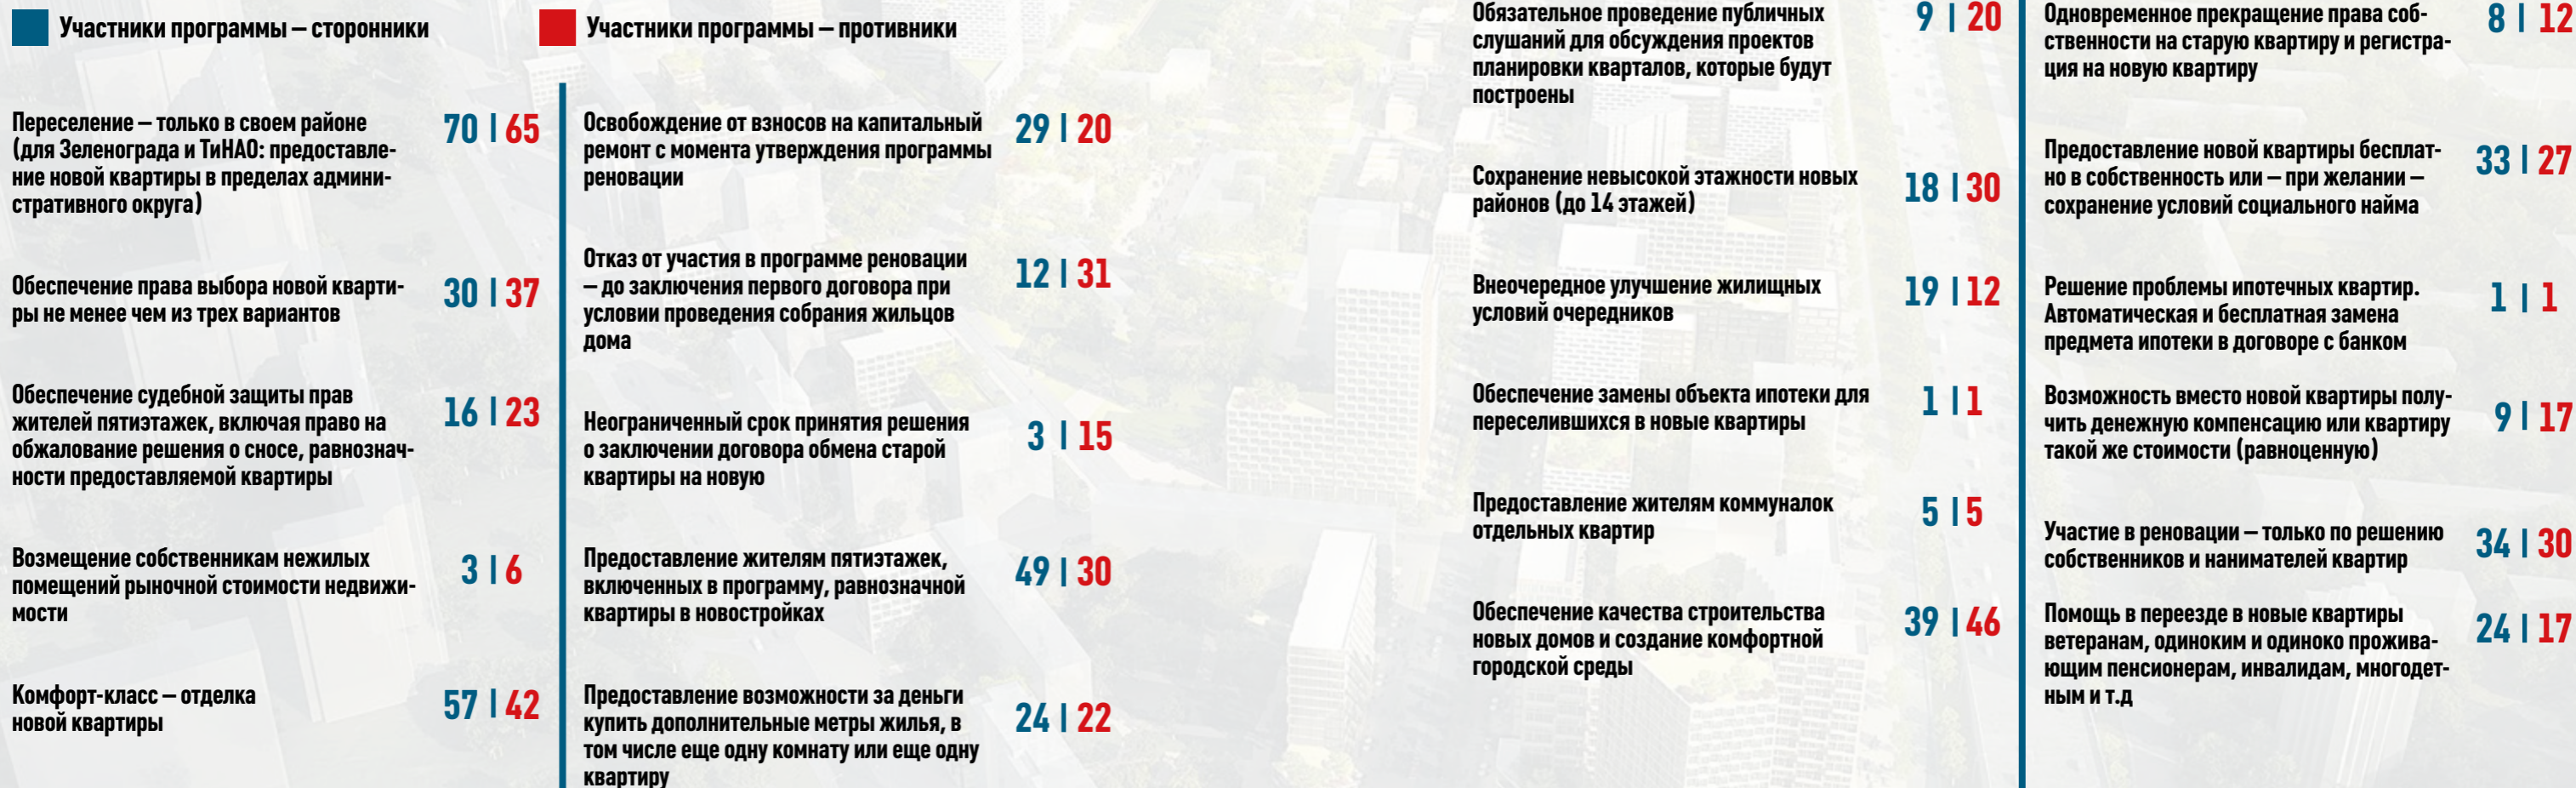 Участники программы – сторонники
Участники программы – противники
Переселение – только в своем районе
(для Зеленограда и ТиНАО: предоставле-
ние новой квартиры в пределах админи-
стративного округа)
70 | 65
Обеспечение права выбора новой кварти-
ры не менее чем из трех вариантов
30 | 37
Обеспечение судебной защиты прав
жителей пятиэтажек, включая право на
обжалование решения о сносе, равнознач-
ности предоставляемой квартиры
16 | 23
Возмещение собственникам нежилых
помещений рыночной стоимости недвижи-
мости
3 | 6
Комфорт-класс – отделка
новой квартиры
57 | 42
Освобождение от взносов на капитальный
ремонт с момента утверждения программы
реновации
29 | 20
Отказ от участия в программе реновации
– до заключения первого договора при
условии проведения собрания жильцов
дома
12 | 31
Неограниченный срок принятия решения
о заключении договора обмена старой
квартиры на новую
3 | 15
Предоставление жителям пятиэтажек,
включенных в программу, равнозначной
квартиры в новостройках
49 | 30
Предоставление возможности за деньги
купить дополнительные метры жилья, в
том числе еще одну комнату или еще одну
квартиру
24 | 22
Обязательное проведение публичных
слушаний для обсуждения проектов
планировки кварталов, которые будут
построены
9 | 20
Сохранение невысокой этажности новых
районов (до 14 этажей)
18 | 30
Внеочередное улучшение жилищных
условий очередников
19 | 12
Обеспечение замены объекта ипотеки для
переселившихся в новые квартиры
1 | 1
Предоставление жителям коммуналок
отдельных квартир
5 | 5
Обеспечение качества строительства
новых домов и создание комфортной
городской среды
39 | 46
Одновременное прекращение права соб-
ственности на старую квартиру и регистра-
ция на новую квартиру
8 | 12
Предоставление новой квартиры бесплат-
но в собственность или – при желании –
сохранение условий социального найма
33 | 27
Решение проблемы ипотечных квартир.
Автоматическая и бесплатная замена
предмета ипотеки в договоре с банком
1 | 1
Возможность вместо новой квартиры полу-
чить денежную компенсацию или квартиру
такой же стоимости (равноценную)
9 | 17
Участие в реновации – только по решению
собственников и нанимателей квартир
34 | 30
Помощь в переезде в новые квартиры
ветеранам, одиноким и одиноко прожива-
ющим пенсионерам, инвалидам, многодет-
ным и т.д
24 | 17